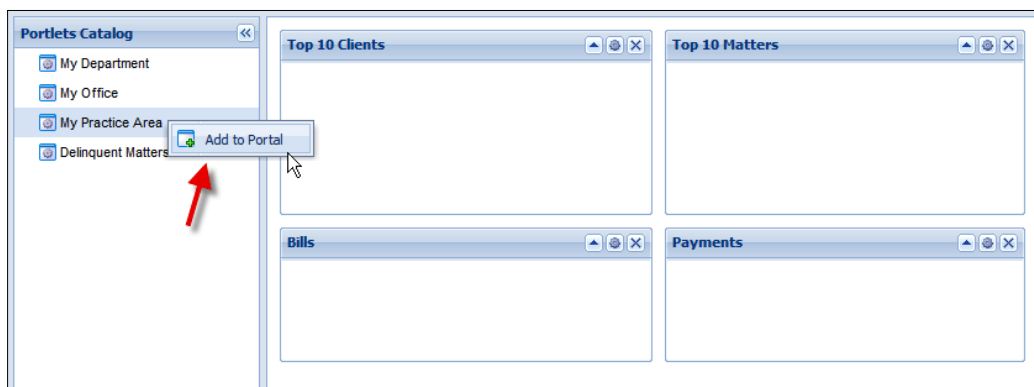 Portlets Catalog
My Department
My Office
My Practice Area
Add to Portal
Delinquent Matters
Top 10 Clients
Top 10 Matters
Bills
Payments